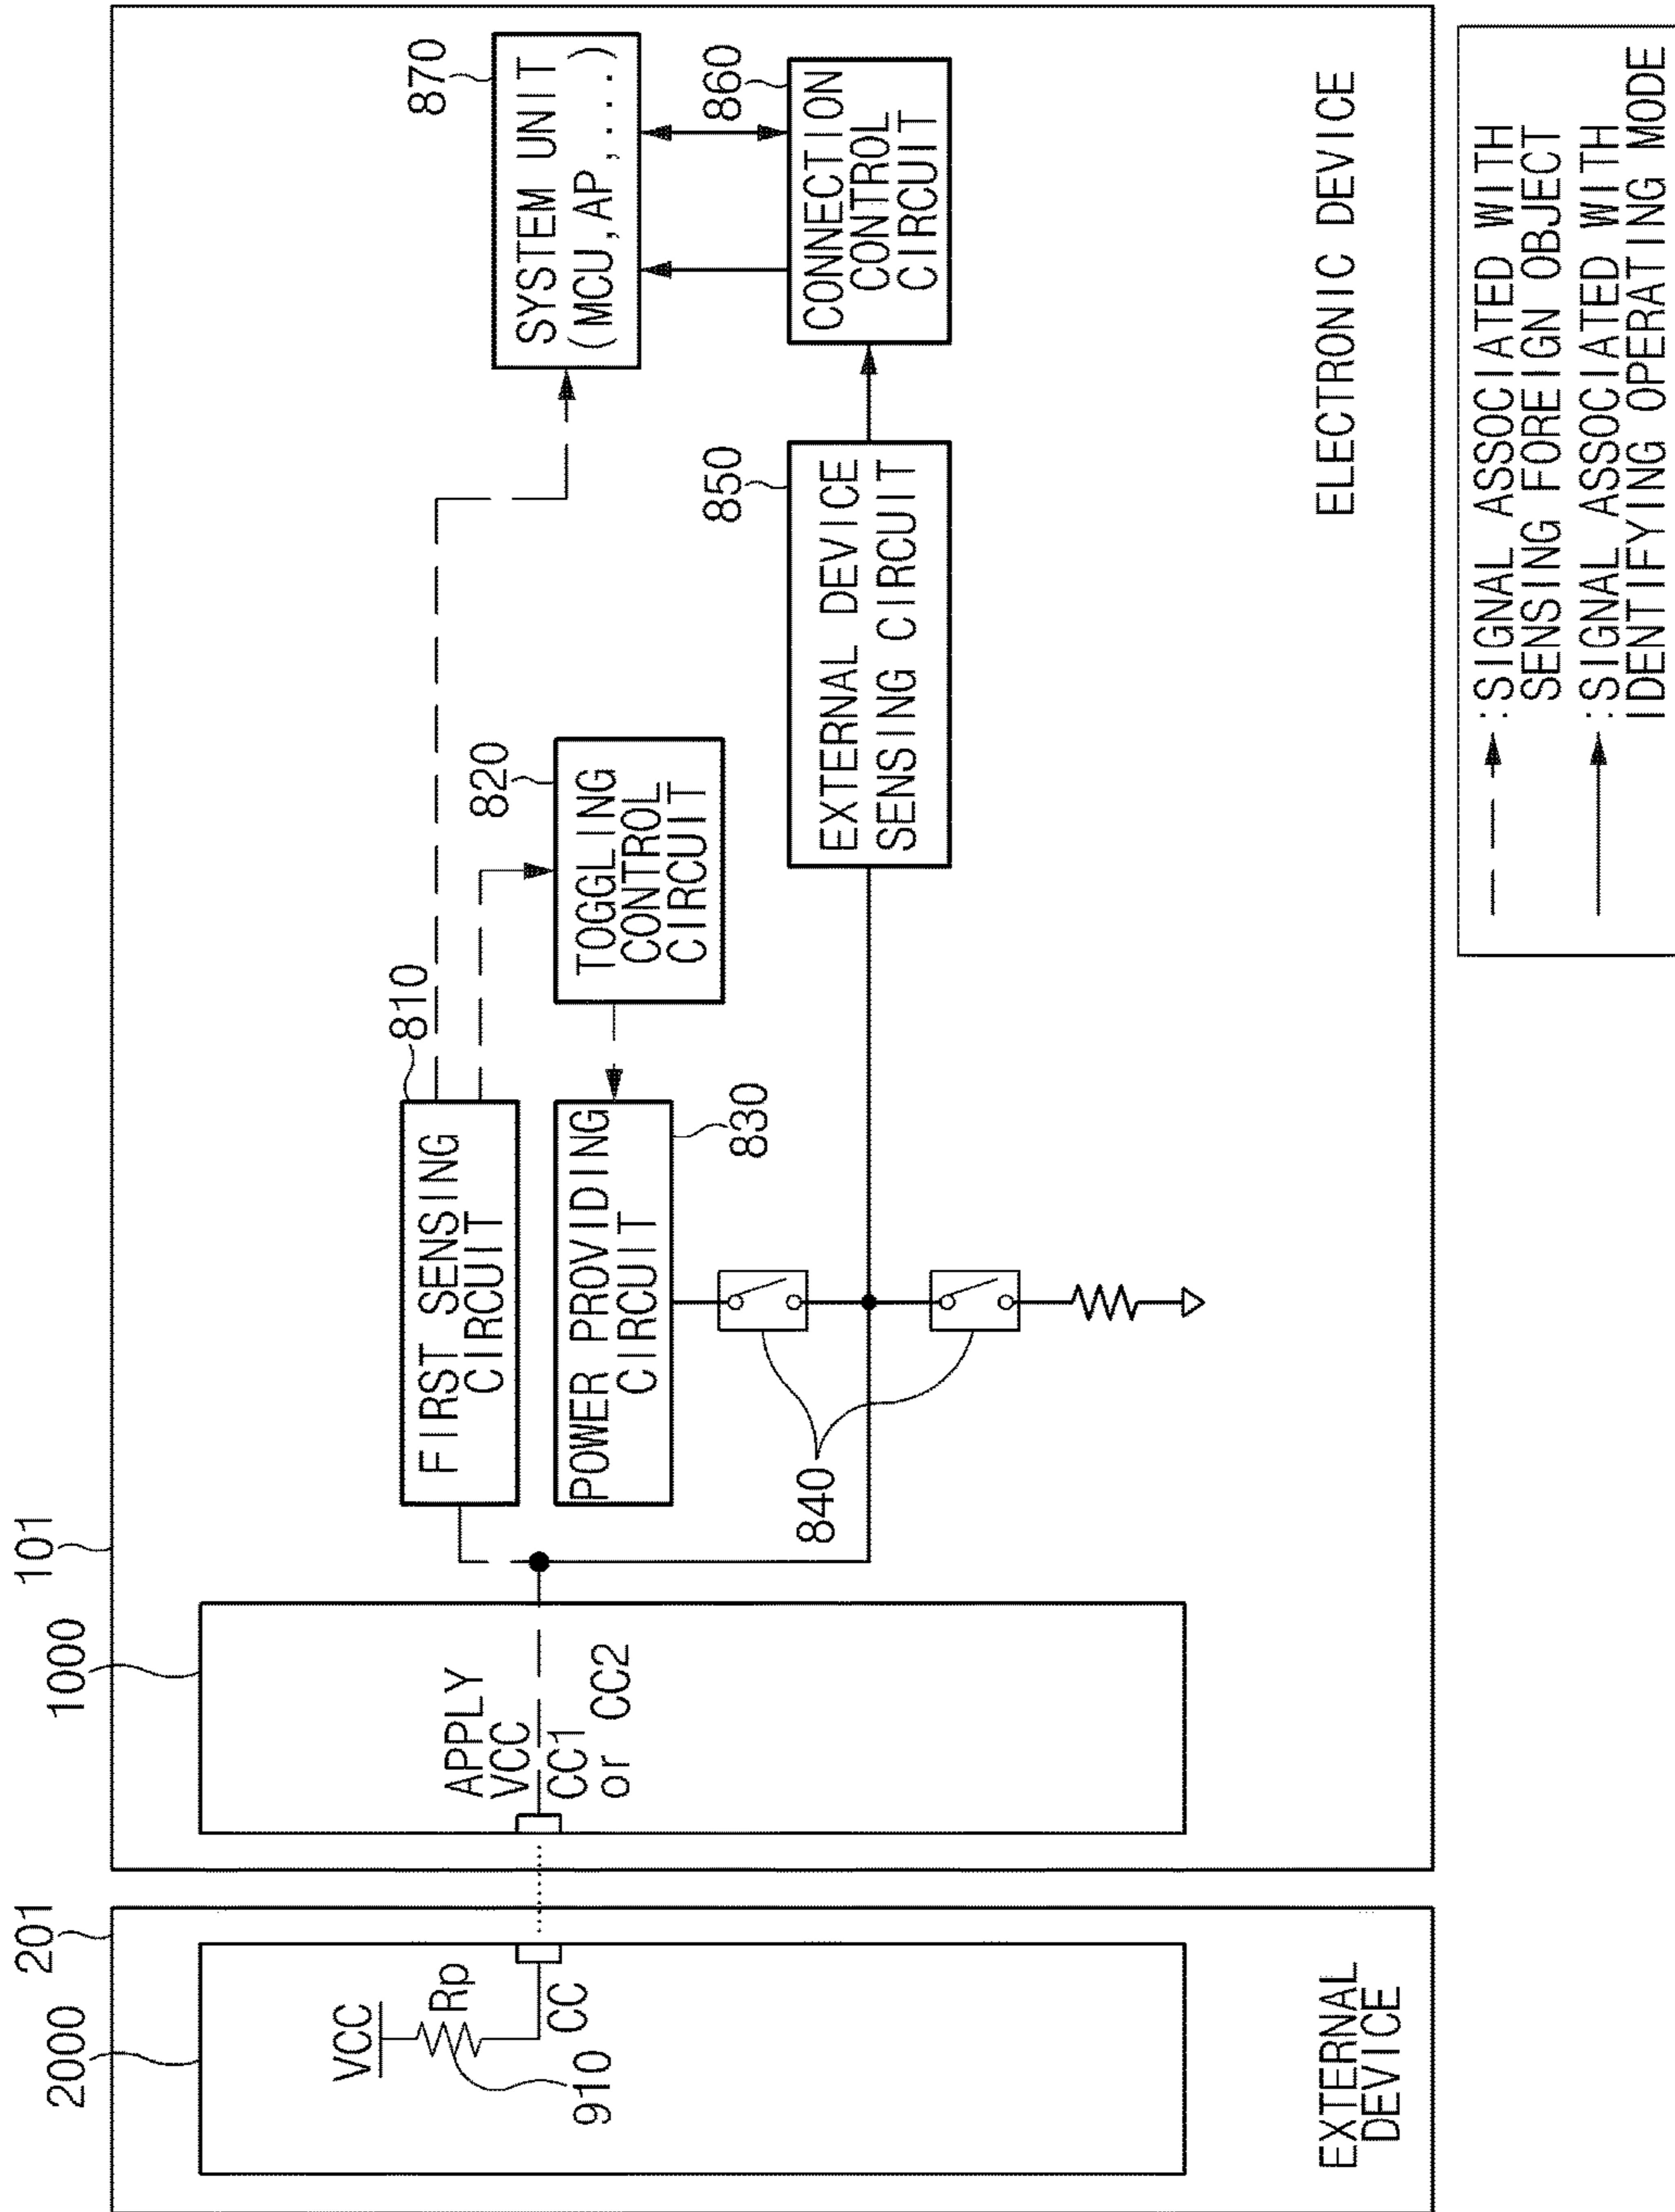 2000
201
VCC
Rp
910
CC
EXTERNAL
DEVICE
1000
101
APPLY
VCC
CC1
or CC2
FIRST SENSING
CIRCUIT
810
POWER PROVIDING
CIRCUIT
830
840
TOGGLING
CONTROL
CIRCUIT
820
EXTERNAL DEVICE
SENSING CIRCUIT
850
SYSTEM UNIT
(MCU,AP,...)
870
CONNECTION
CONTROL
CIRCUIT
860
ELECTRONIC DEVICE
:SIGNAL ASSOCIATED WITH
SENSING FOREIGN OBJECT
:SIGNAL ASSOCIATED WITH
IDENTIFYING OPERATING MODE